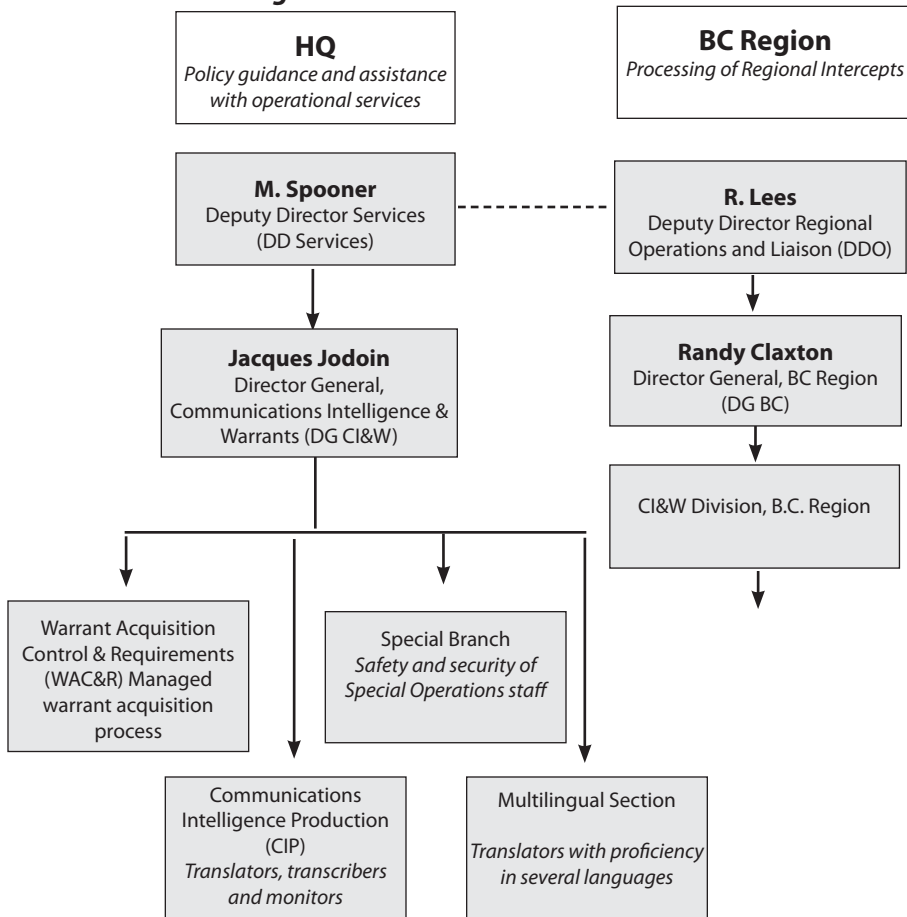 HQ
Policy guidance and assistance
with operational services
BC Region
Processing of Regional Intercepts
M. Spooner
Deputy Director Services
(DD Services)
R. Lees
Deputy Director Regional
Operations and Liaison (DDO)
Jacques Jodoin
Director General,
Communications Intelligence &
Warrants (DG CI&W)
Randy Claxton
Director General, BC Region
(DG BC)
CI&W Division, B.C. Region
Warrant Acquisition
Control & Requirements
(WAC&R) Managed
warrant acquisition
process
Special Branch
Safety and security of
Special Operations staff
Communications
Intelligence Production
(CIP)
Translators, transcribers
and monitors
Multilingual Section
Translators with proficiency
in several languages